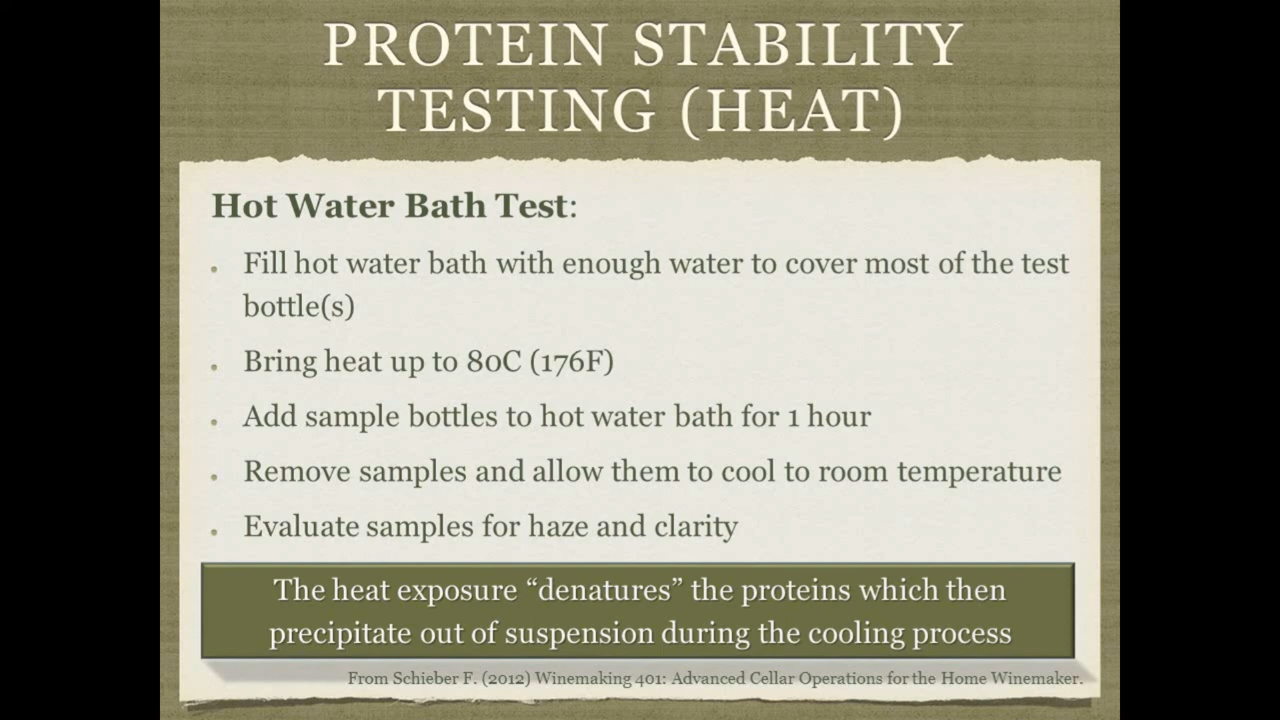 PROTEIN STABILITY
TESTING (HEAT)
Hot Water Bath Test:
Fill hot water bath with enough water to cover most of the test
bottle(s)
Bring heat up to 80C (176F)
Add sample bottles to hot water bath for 1 hour
Remove samples and allow them to cool to room temperature
Evaluate samples for haze and clarity
The heat exposure “denatures” the proteins which then
precipitate out of suspension during the cooling process
From Schieber F. (2012) Winemaking 401: Advanced Cellar Operations for the Home Winemaker.